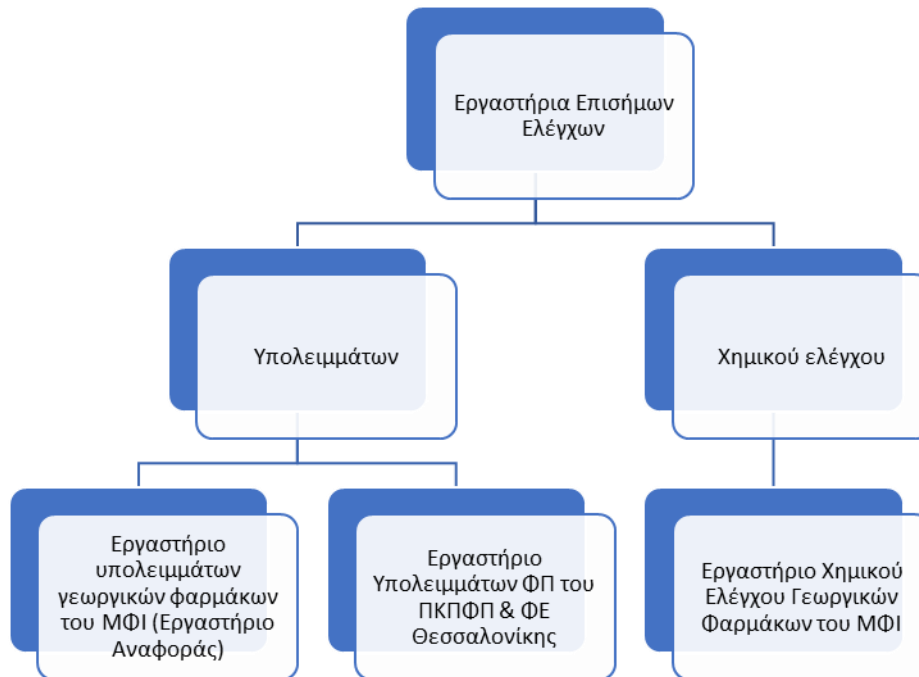 Εργαστήρια Επισήμων
Ελέγχων
Υπολειμμάτων
Χημικού ελέγχου
Εργαστήριο
υπολειμμάτων
γεωργικών φαρμάκων
του ΜΦΙ (Εργαστήριο
Αναφοράς)
Εργαστήριο
Υπολειμμάτων ΦΠ του
ΠΚΠΦΠ & ΦΕ
Θεσσαλονίκης
Εργαστήριο Χημικού
Ελέγχου Γεωργικών
Φαρμάκων του ΜΦΙ